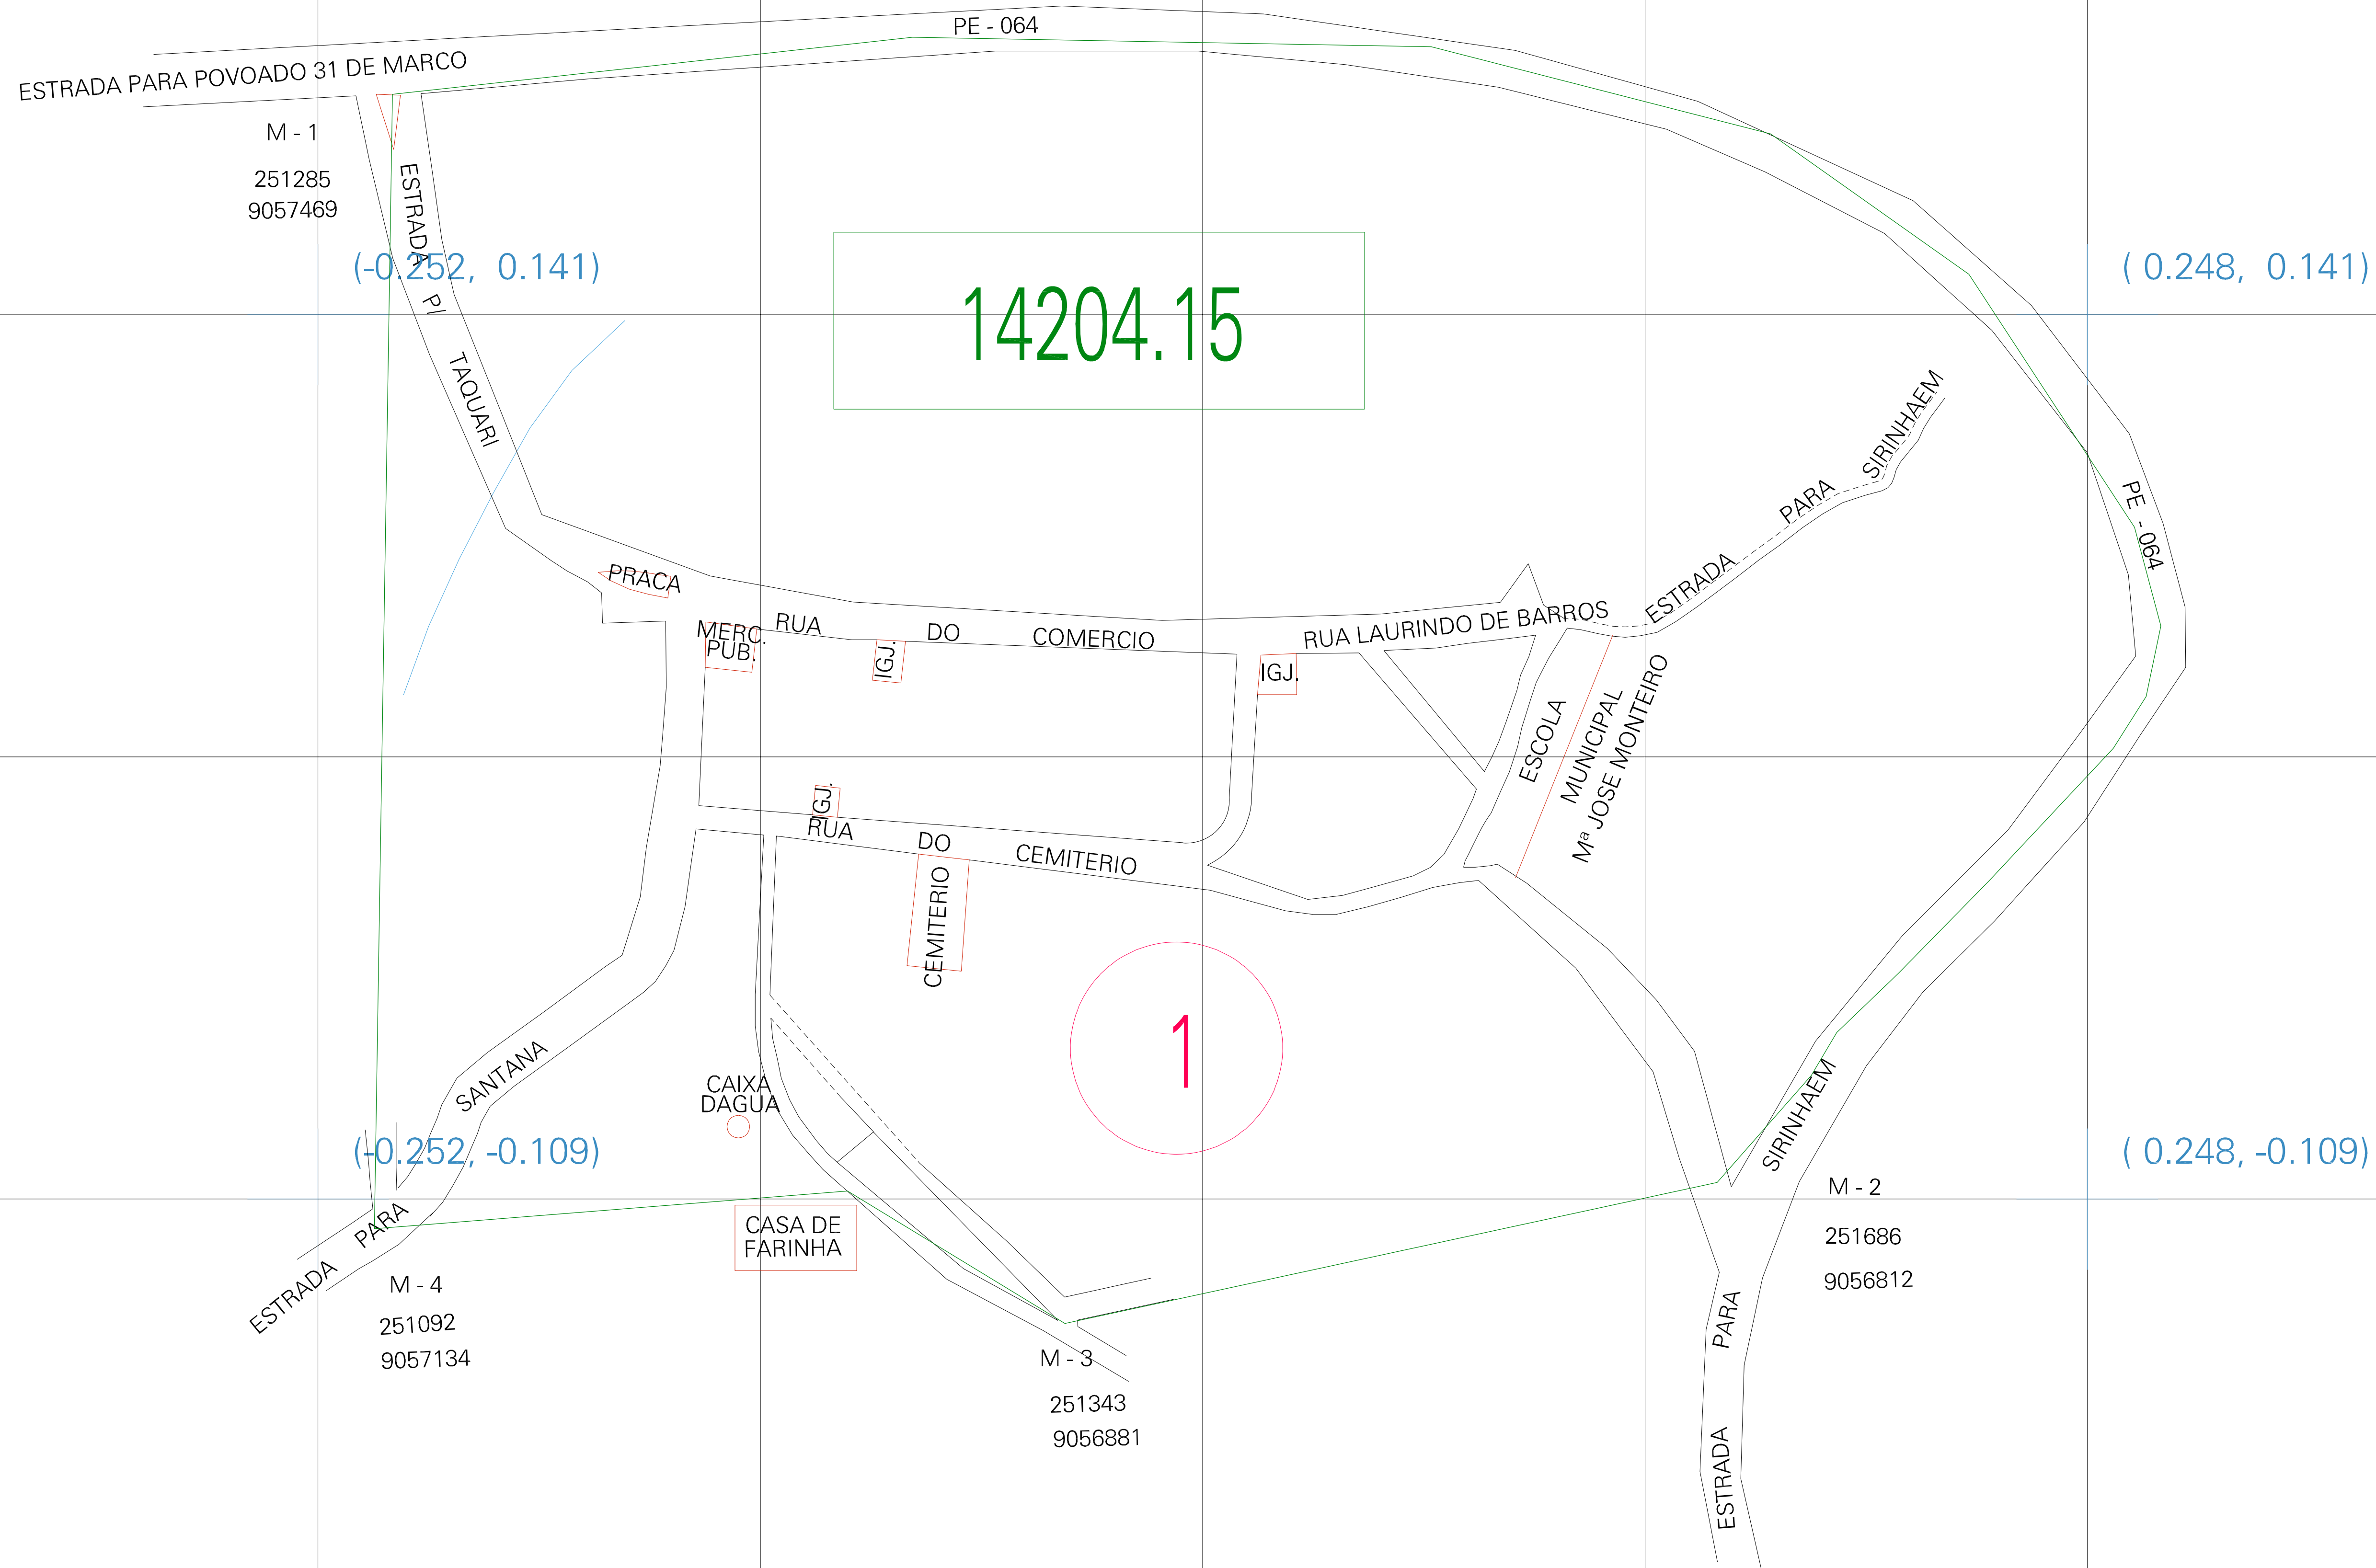 PE - 064
ESTRADA PARA POVOADO 31 DE MARCO
M - 1
251285
9057469
ESTRADA P/ TAQUARI
(-0.252, 0.141)
( 0.248, 0.141)
14204.15
SIRINHAEM
PARA
ESTRADA
PE - 064
PRACA
MERC.
PUB.
RUA DO COMERCIO
IGJ.
RUA LAURINDO DE BARROS
IGJ.
ESCOLA
MUNICIPAL
Mª JOSE MONTEIRO
IGJ.
RUA DO CEMITERIO
CEMITERIO
1
SANTANA
PARA
ESTRADA
CAIXA
DAGUA
(-0.252, -0.109)
( 0.248, -0.109)
SIRINHAEM
PARA
ESTRADA
M - 2
251686
9056812
CASA DE
FARINHA
M - 4
251092
9057134
M - 3
251343
9056881